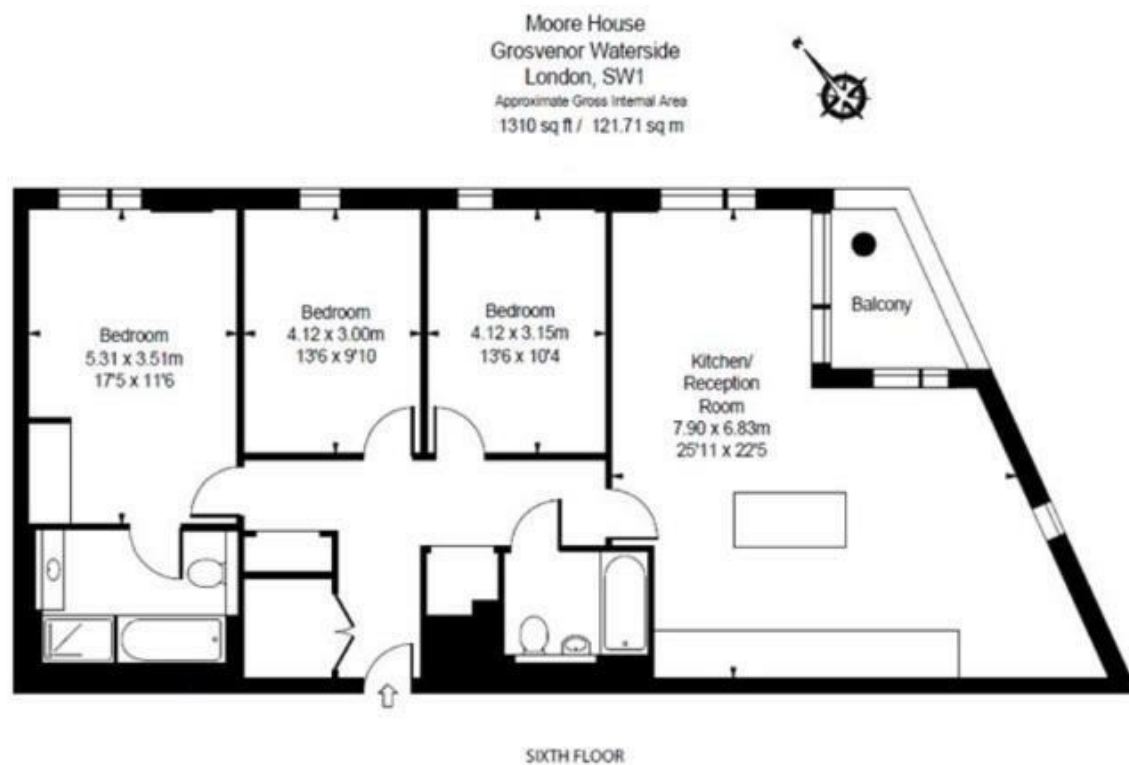 Moore House
Grosvenor Waterside
London, SW1
Approximate Gross Internal Area
1310 sq ft / 121.71 sq m
Bedroom
5.31 x 3.51m
17'5 x 11'6
Bedroom
4.12 x 3.00m
13'6 x 9'10
Bedroom
4.12 x 3.15m
13'6 x 10'4
Kitchen/
Reception
Room
7.90 x 6.83m
25'11 x 22'5
Balcony
SIXTH FLOOR